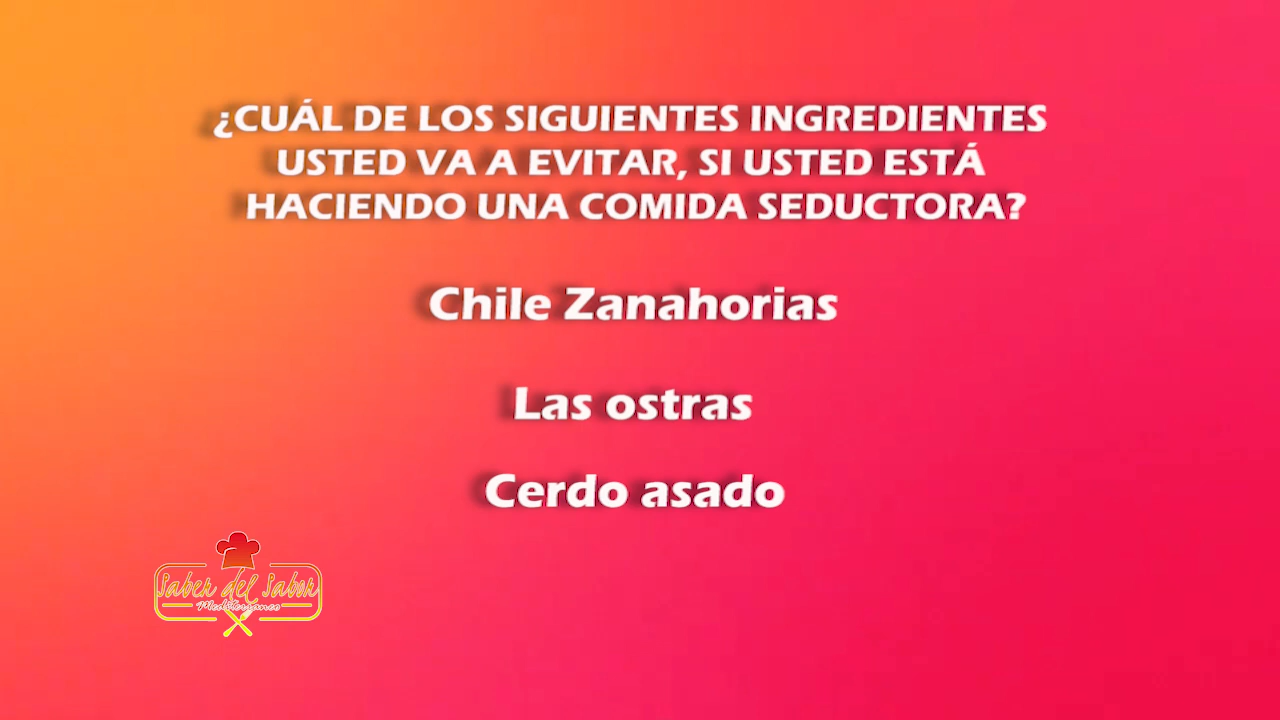 ¿CUÁL DE LOS SIGUIENTES INGREDIENTES
USTED VA A EVITAR, SI USTED ESTÁ
HACIENDO UNA COMIDA SEDUCTORA?
Chile Zanahorias
Las ostras
Cerdo asado
Saber del Sabor
Mediterraneo